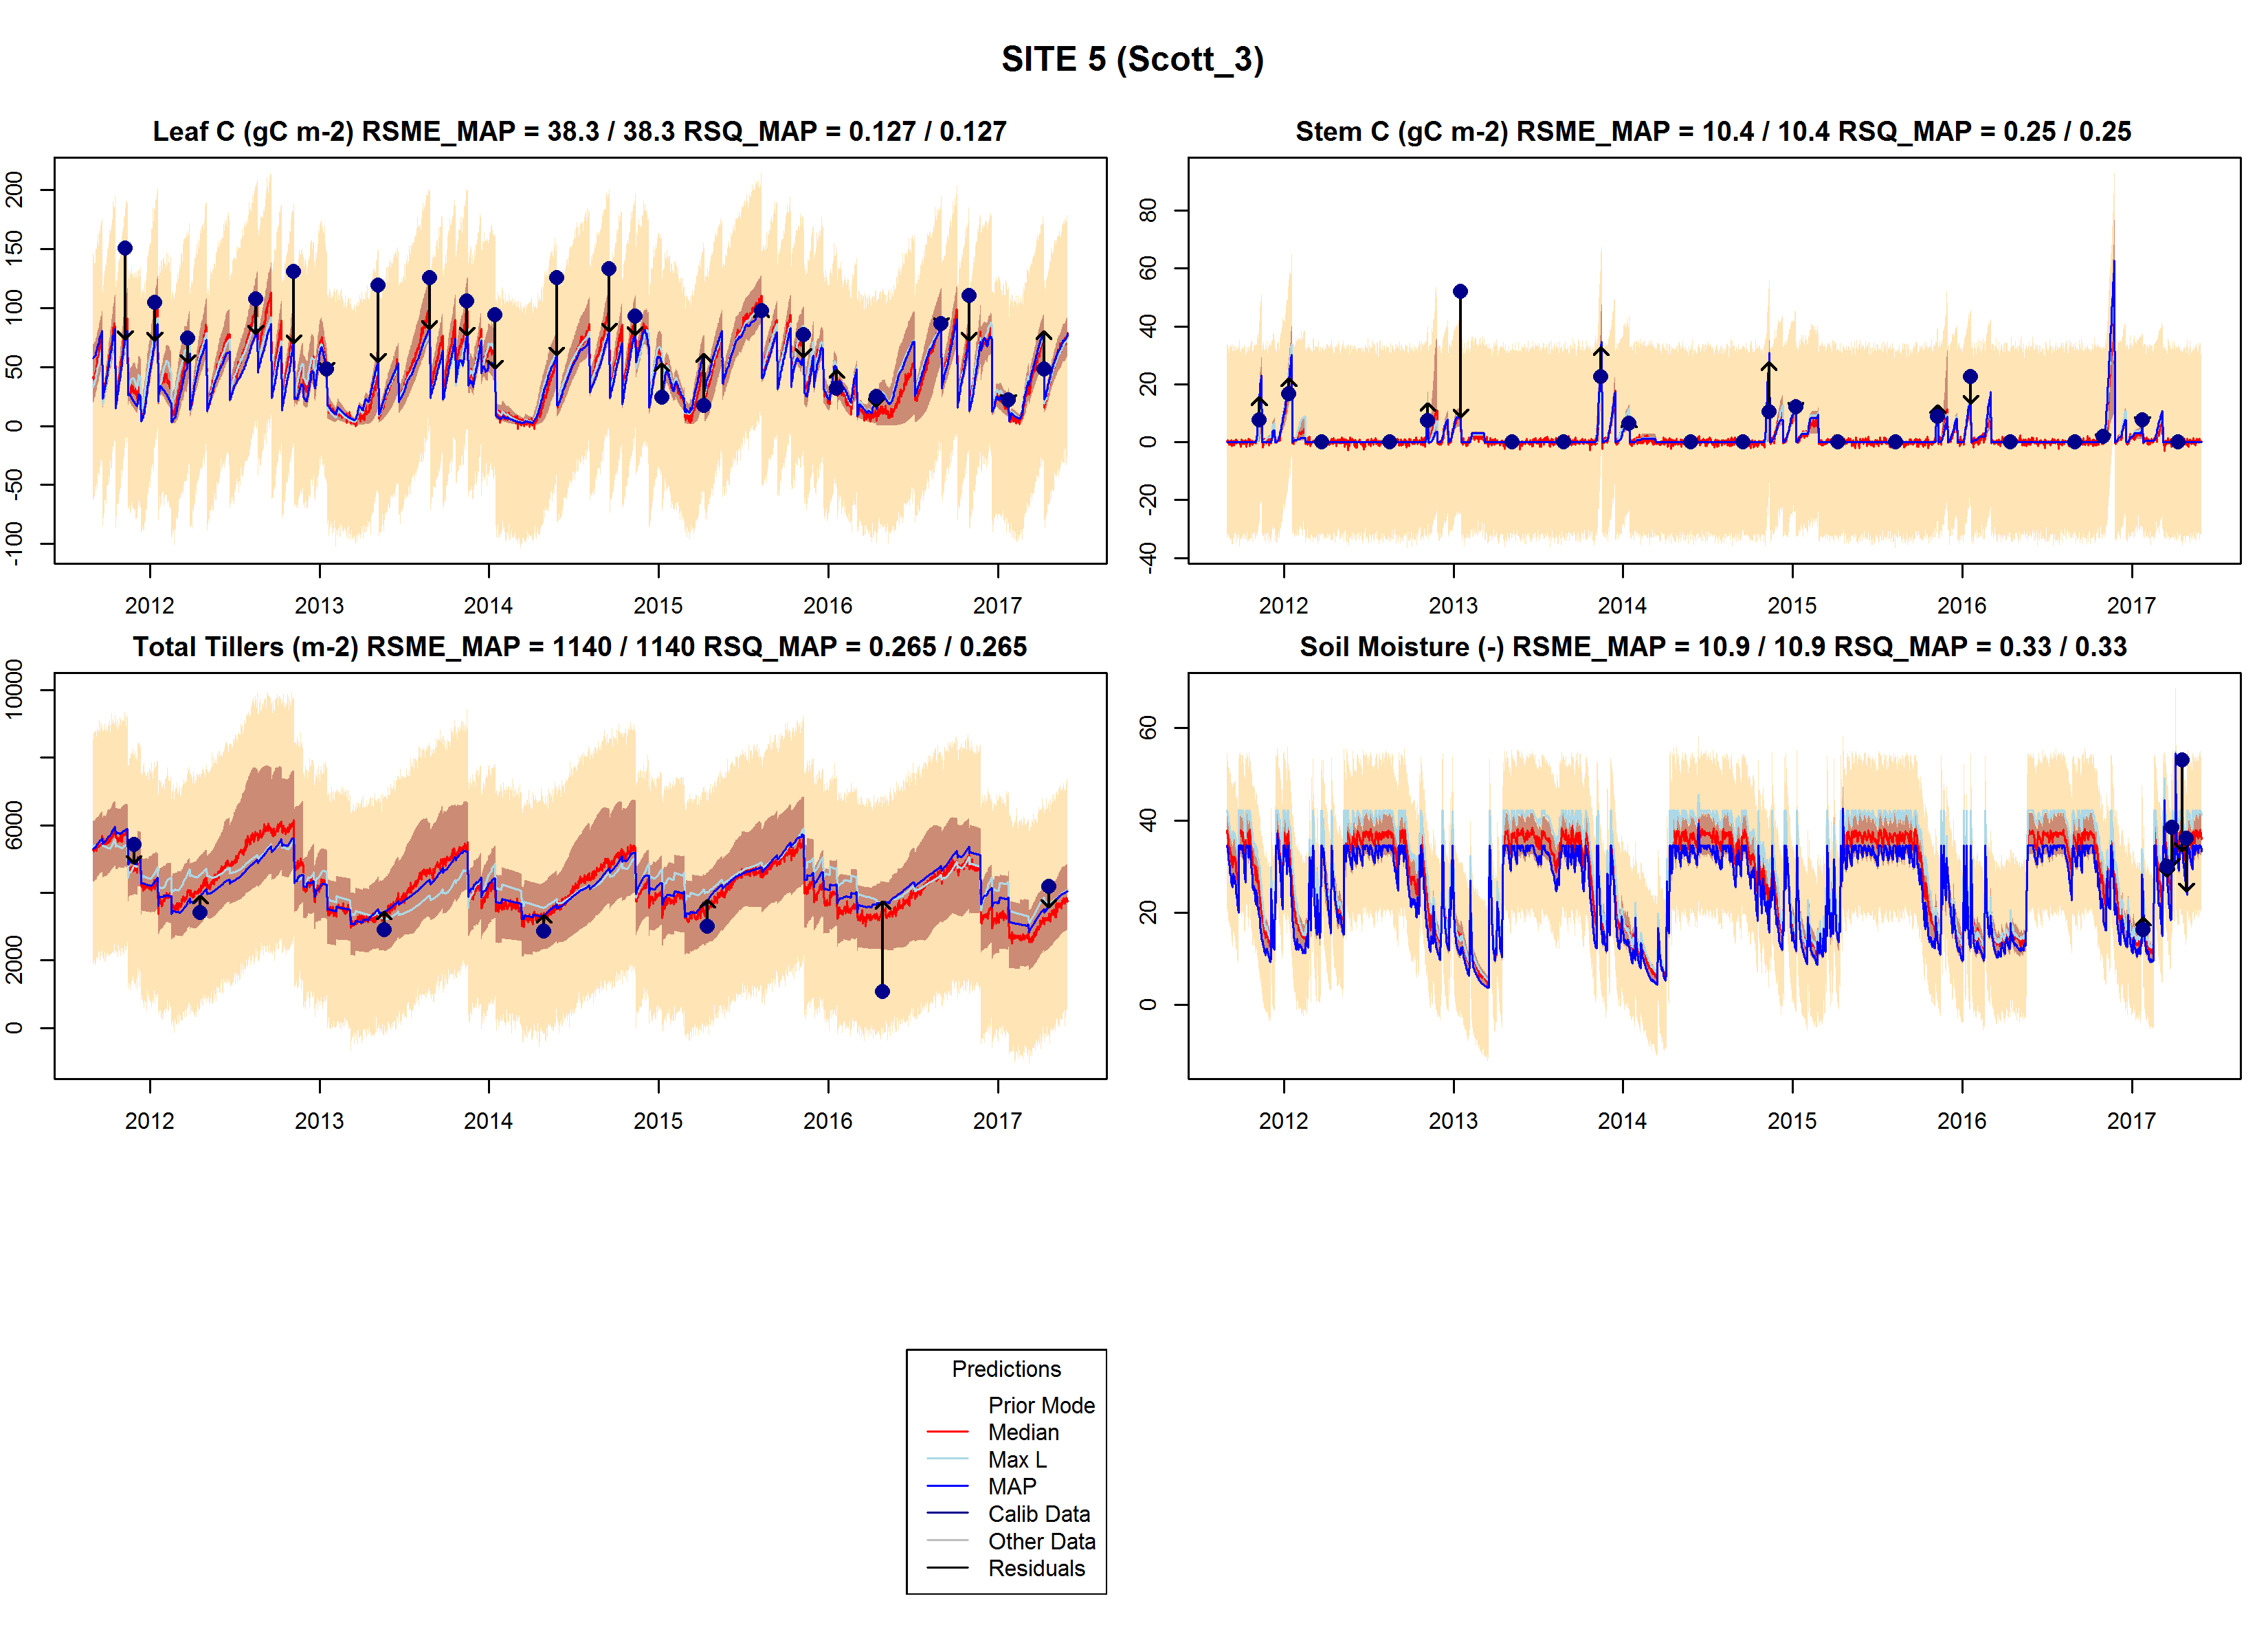 SITE 5 (Scott_3)
Leaf C (gC m-2) RSME_MAP = 38.3 / 38.3 RSQ_MAP = 0.127 / 0.127
200
150
100
50
0
-50
-100
2012 2013 2014 2015 2016 2017
Stem C (gC m-2) RSME_MAP = 10.4 / 10.4 RSQ_MAP = 0.25 / 0.25
80
60
40
20
0
-20
-40
2012 2013 2014 2015 2016 2017
Total Tillers (m-2) RSME_MAP = 1140 / 1140 RSQ_MAP = 0.265 / 0.265
10000
6000
2000
0
2012 2013 2014 2015 2016 2017
Soil Moisture (-) RSME_MAP = 10.9 / 10.9 RSQ_MAP = 0.33 / 0.33
60
40
20
0
2012 2013 2014 2015 2016 2017
Predictions
Prior Mode
Median
Max L
MAP
Calib Data
Other Data
Residuals